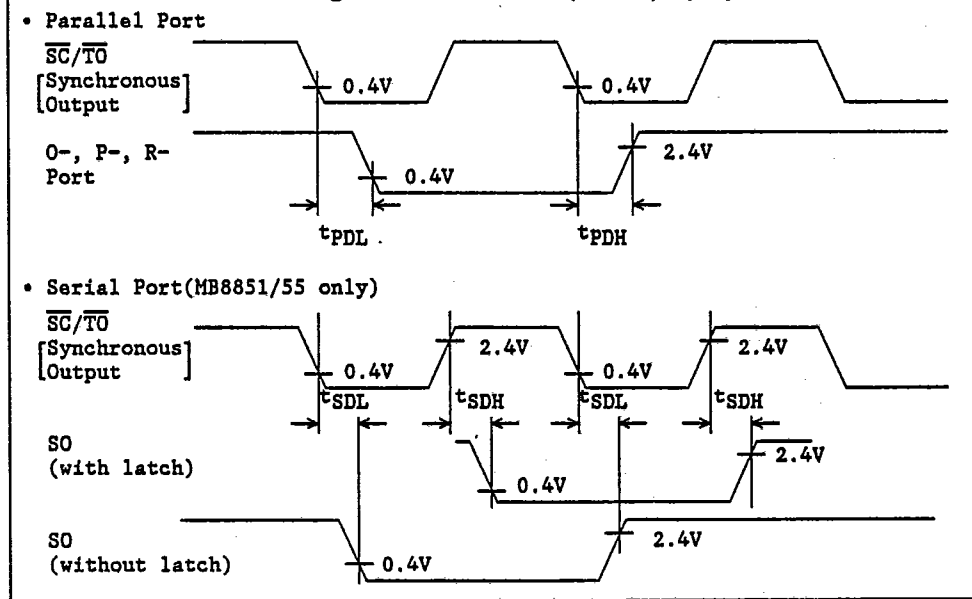 • Parallel Port
SC/TO
[Synchronous
Output]
0.4V
0.4V
O-, P-, R-
Port
0.4V
2.4V
tPDL
tPDH
• Serial Port(MB8851/55 only)
SC/TO
[Synchronous
Output]
0.4V
2.4V
0.4V
2.4V
tSDL
tSDH
tSDL
tSDH
SO
(with latch)
0.4V
2.4V
SO
(without latch)
0.4V
2.4V